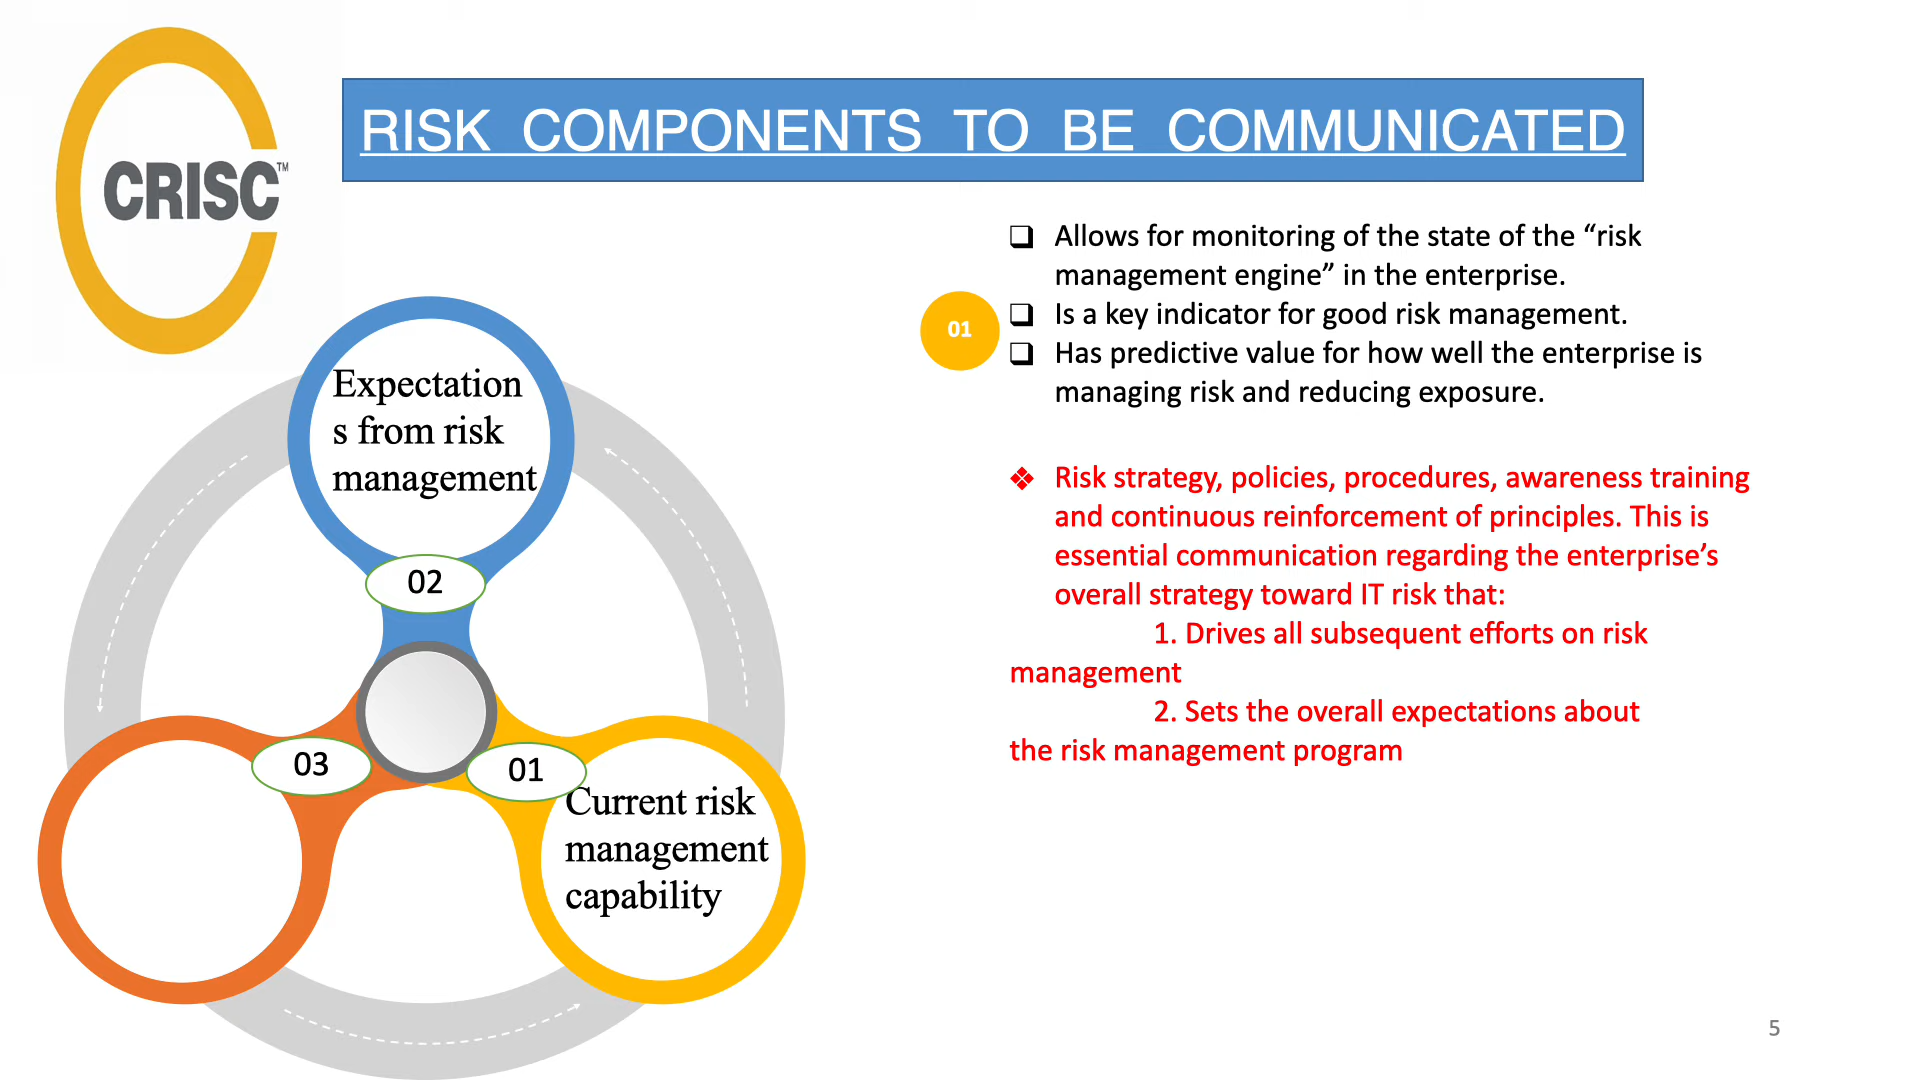 CRISC™
RISK COMPONENTS TO BE COMMUNICATED
Expectation
s from risk
management
02
03
01
Current risk
management
capability
01
❑ Allows for monitoring of the state of the “risk
management engine” in the enterprise.
❑ Is a key indicator for good risk management.
❑ Has predictive value for how well the enterprise is
managing risk and reducing exposure.
❖ Risk strategy, policies, procedures, awareness training
and continuous reinforcement of principles. This is
essential communication regarding the enterprise’s
overall strategy toward IT risk that:
1. Drives all subsequent efforts on risk
management
2. Sets the overall expectations about
the risk management program
5